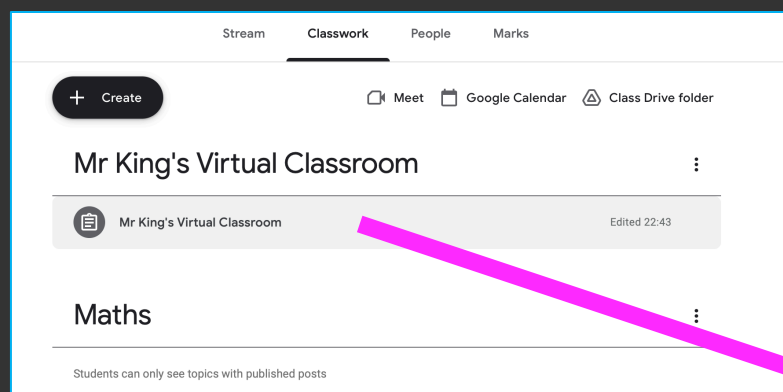 Stream Classwork People Marks
+ Create Meet Google Calendar Class Drive folder
Mr King's Virtual Classroom
Mr King's Virtual Classroom Edited 22:43
Maths
Students can only see topics with published posts